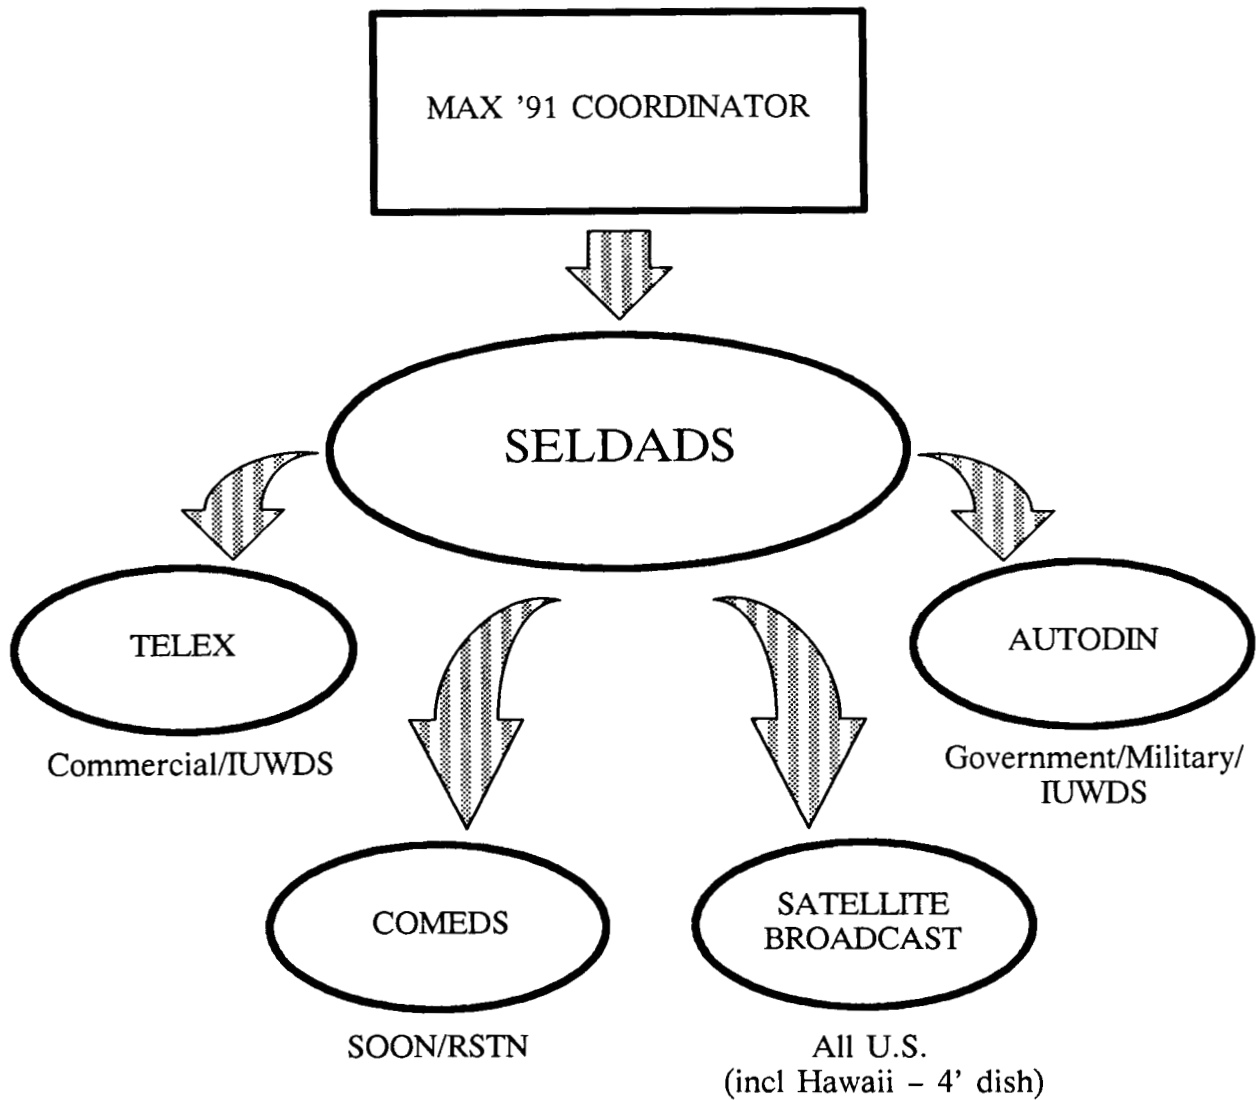 MAX '91 COORDINATOR
SELDADS
TELEX
Commercial/IUWDS
AUTODIN
Government/Military/
IUWDS
COMEDS
SOON/RSTN
SATELLITE
BROADCAST
All U.S.
(incl Hawaii – 4' dish)